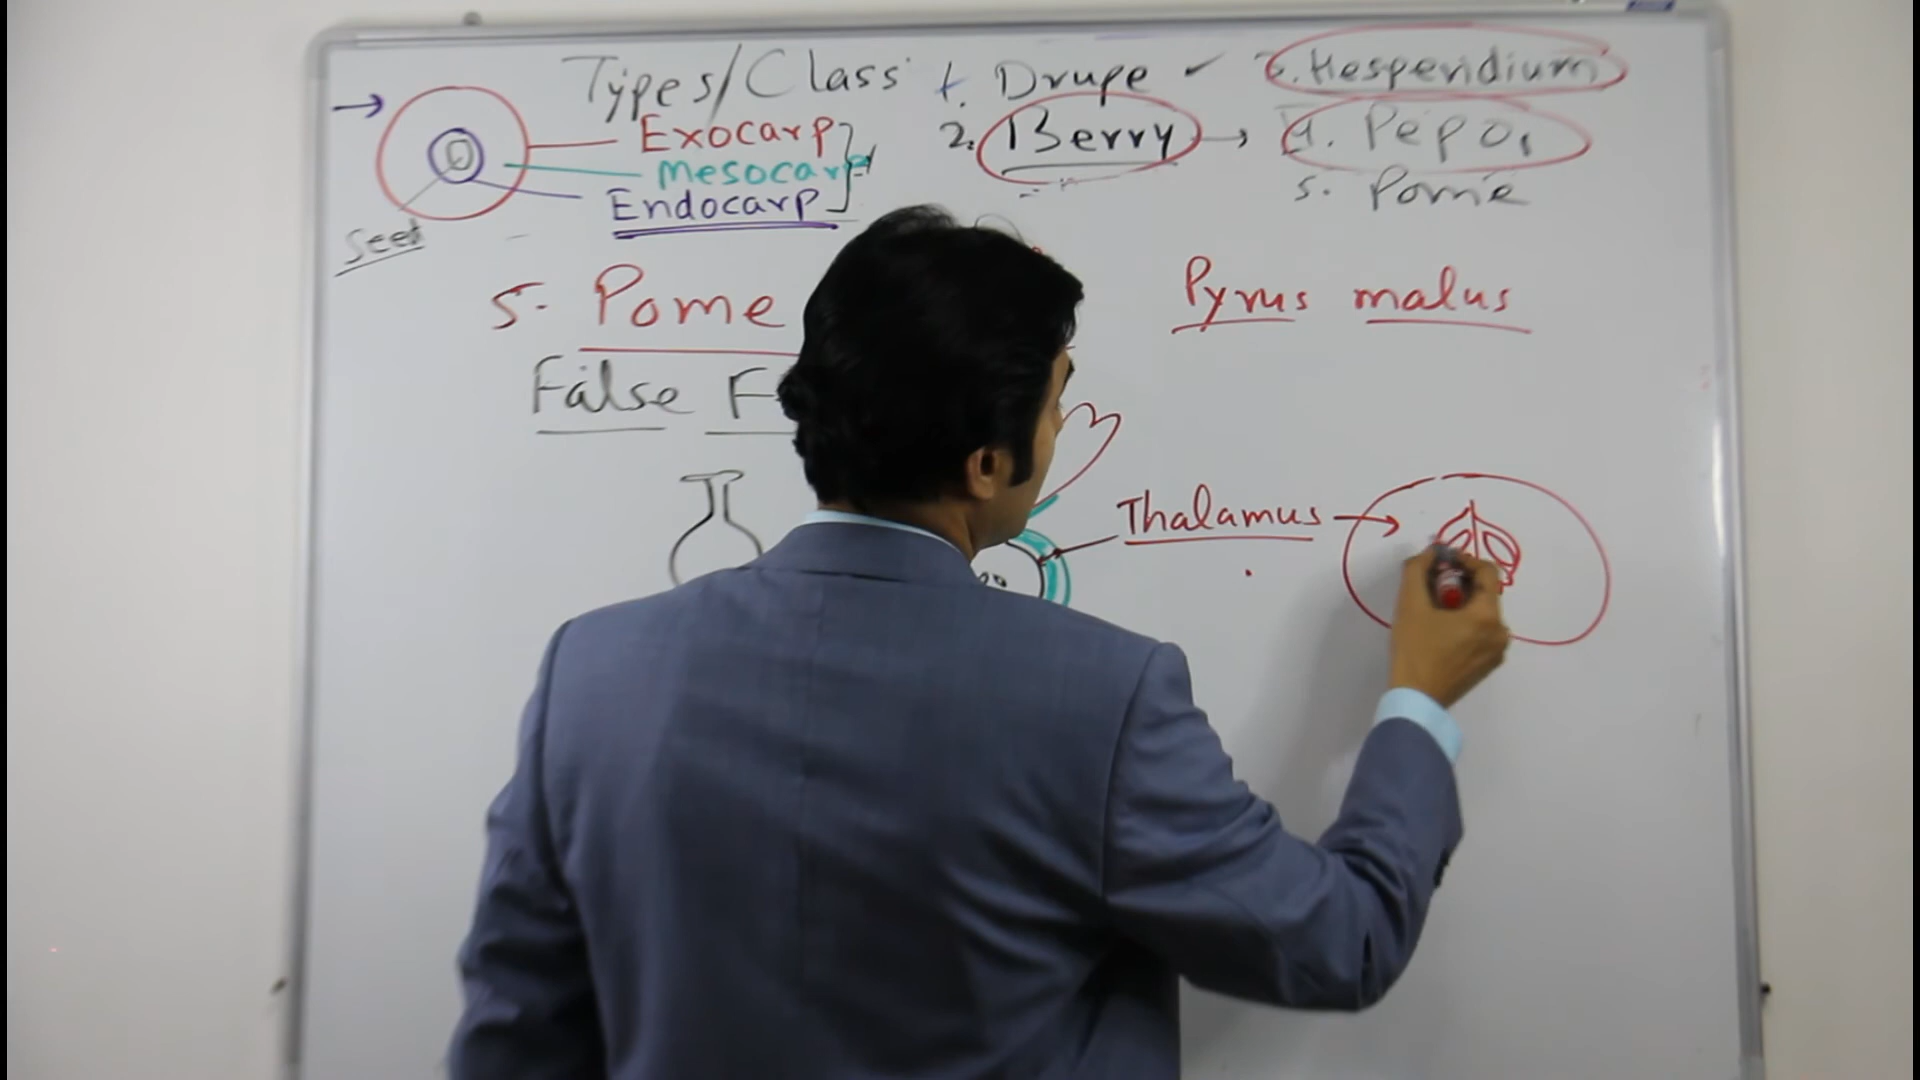 Types/Class 1. Drupe ✓ 3. Hesperidium
Exocarp 2. Berry → 4. Pepo,
Mesocarp 5. Pome
Endocarp
Seed
5. Pome Pyrus malus
False
Thalamus →